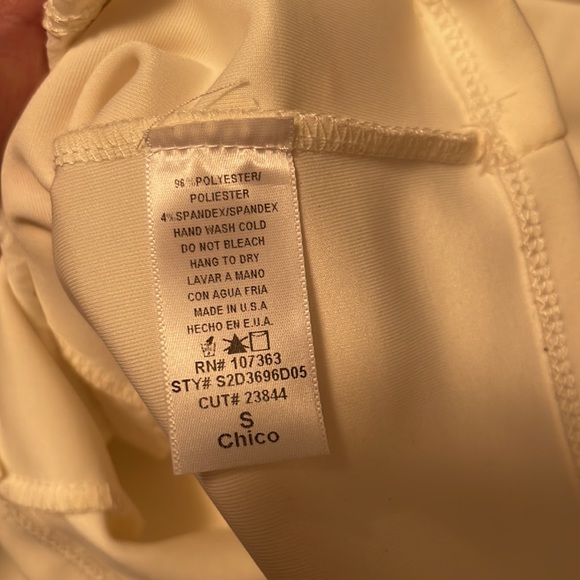 96%POLYESTER/
POLIESTER
4%SPANDEX/SPANDEX
HAND WASH COLD
DO NOT BLEACH
HANG TO DRY
LAVAR A MANO
CON AGUA FRIA
MADE IN U.S.A
HECHO EN E.U.A.
RN# 107363
STY# S2D3696D05
CUT# 23844
S
Chico